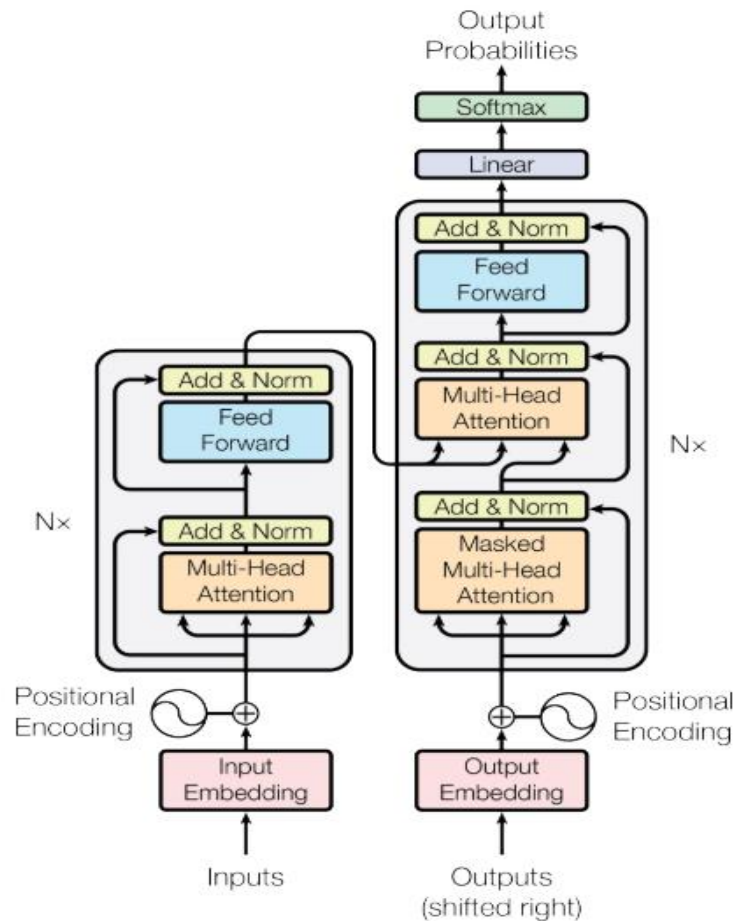 Output
Probabilities
Softmax
Linear
Add & Norm
Feed
Forward
Add & Norm
Multi-Head
Attention
Add & Norm
Masked
Multi-Head
Attention
N×
Add & Norm
Feed
Forward
Add & Norm
Multi-Head
Attention
N×
Positional
Encoding
Positional
Encoding
Input
Embedding
Output
Embedding
Inputs
Outputs
(shifted right)